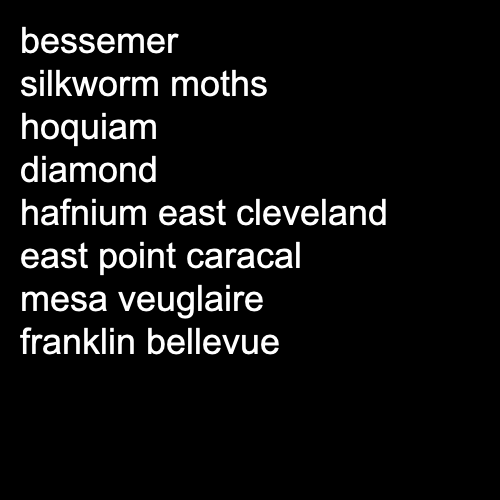 bessemer
silkworm moths
hoquiam
diamond
hafnium east cleveland
east point caracal
mesa veuglaire
franklin bellevue